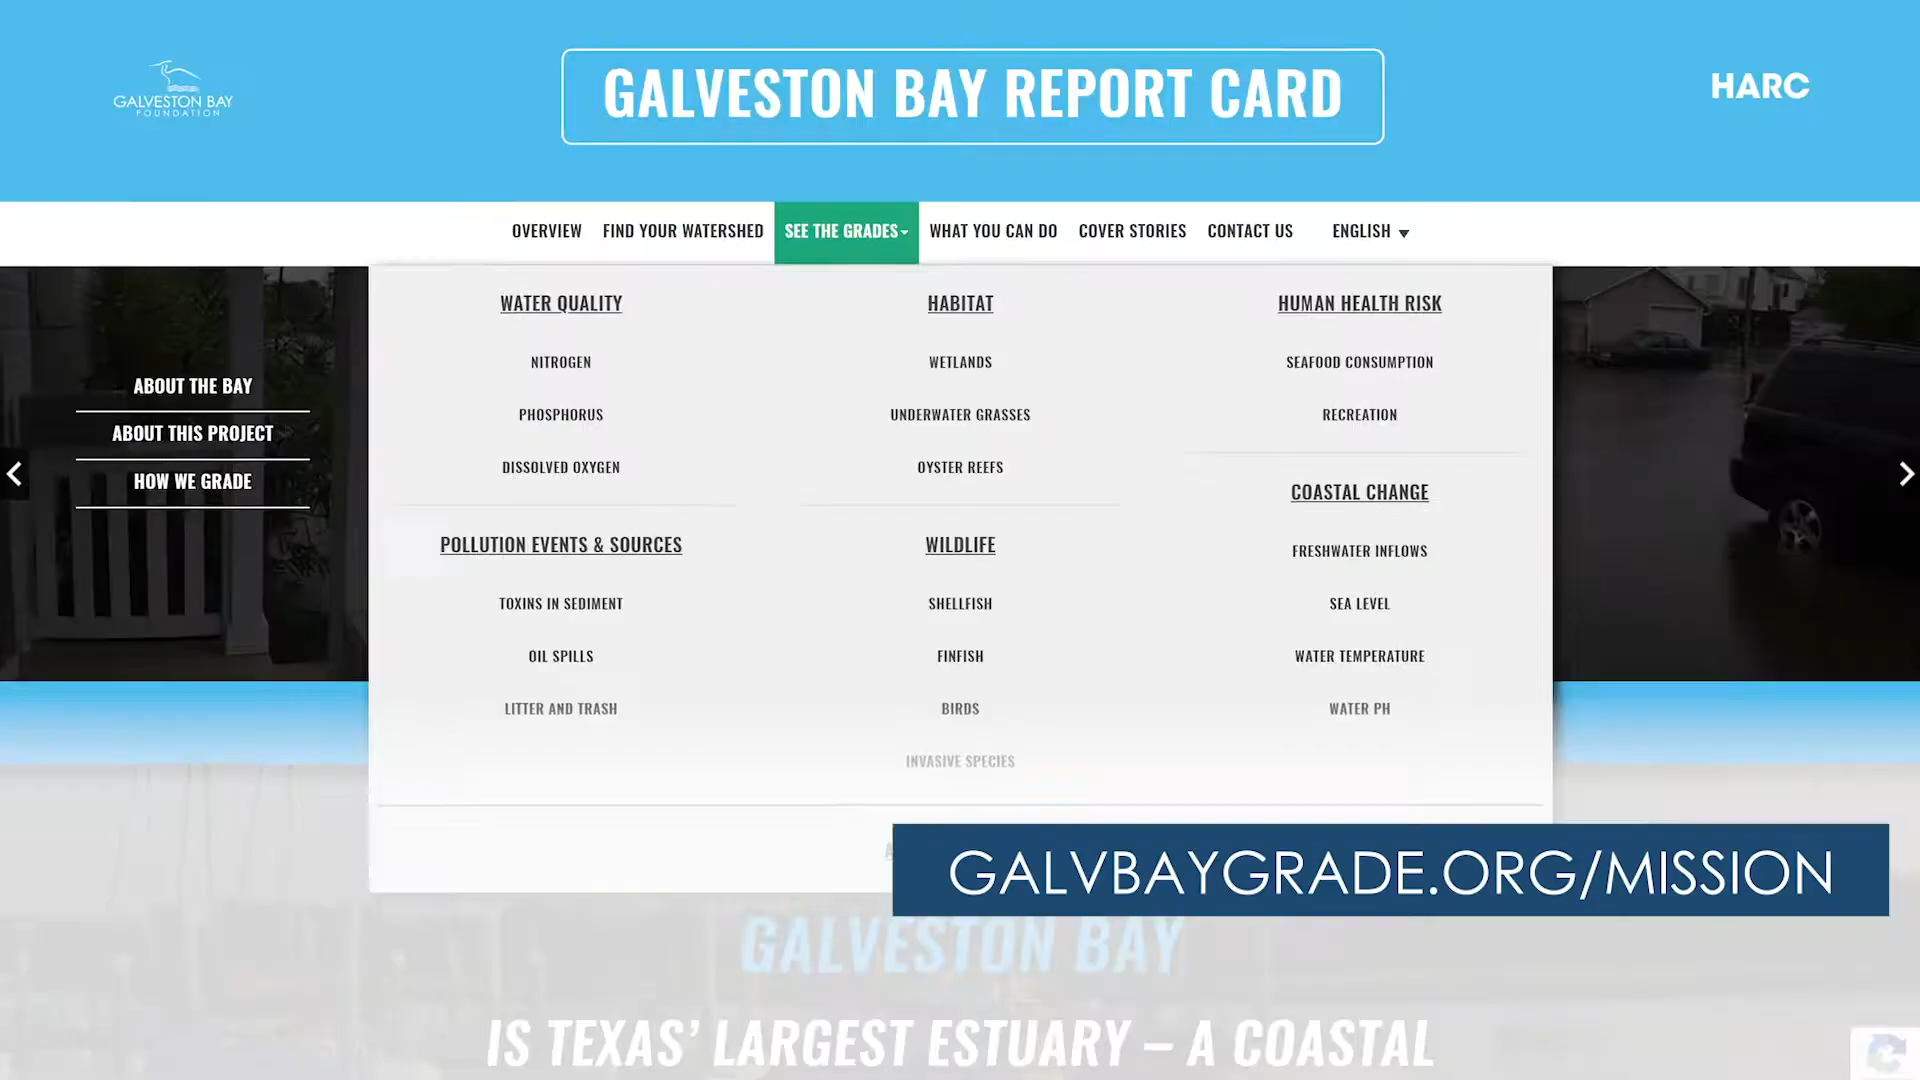 GALVESTON BAY
FOUNDATION
GALVESTON BAY REPORT CARD
HARC
OVERVIEW
FIND YOUR WATERSHED
SEE THE GRADES
WHAT YOU CAN DO
COVER STORIES
CONTACT US
ENGLISH
ABOUT THE BAY
ABOUT THIS PROJECT
HOW WE GRADE
WATER QUALITY
NITROGEN
PHOSPHORUS
DISSOLVED OXYGEN
POLLUTION EVENTS & SOURCES
TOXINS IN SEDIMENT
OIL SPILLS
LITTER AND TRASH
HABITAT
WETLANDS
UNDERWATER GRASSES
OYSTER REEFS
WILDLIFE
SHELLFISH
FINFISH
BIRDS
INVASIVE SPECIES
HUMAN HEALTH RISK
SEAFOOD CONSUMPTION
RECREATION
COASTAL CHANGE
FRESHWATER INFLOWS
SEA LEVEL
WATER TEMPERATURE
WATER PH
GALVBAYGRADE.ORG/MISSION
GALVESTON BAY
IS TEXAS’ LARGEST ESTUARY – A COASTAL